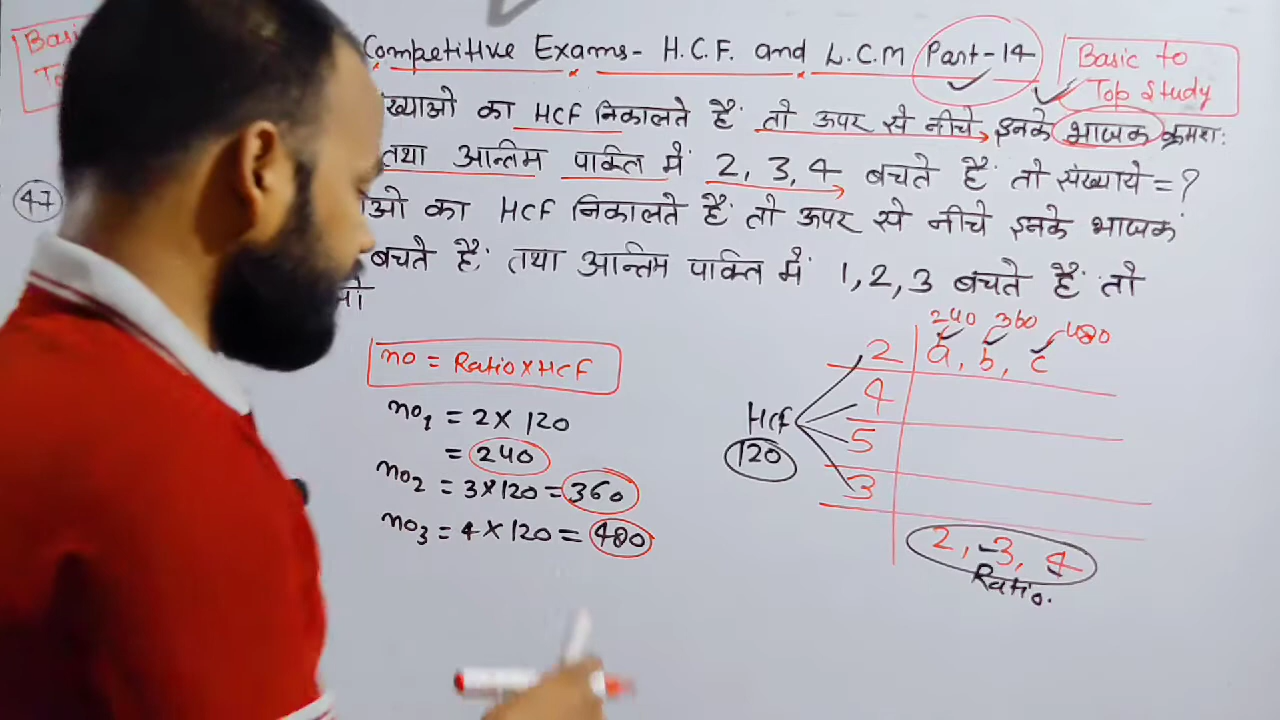 Competitive Exams- H.C.F. and L.C.M Part-14
Basic to
Top Study
ख्याओ का HCF निकालते हैं तो ऊपर से नीचे इनके भाजक क्रमशः
तथा अन्तिम पंक्ति में 2, 3, 4 बचते हैं तो संख्याये = ?
47
ओ का HCF निकालते हैं तो ऊपर से नीचे इनके भाजक
बचते हैं, तथा अन्तिम पंक्ति में 1, 2, 3 बचते हैं तो
no = Ratio×HCF
no1 = 2 × 120
= 240
no2 = 3×120 = 360
no3 = 4 × 120 = 480
240 360 480
2 a, b, c
4
5
3
HCF
120
2, 3, 4
Ratio.